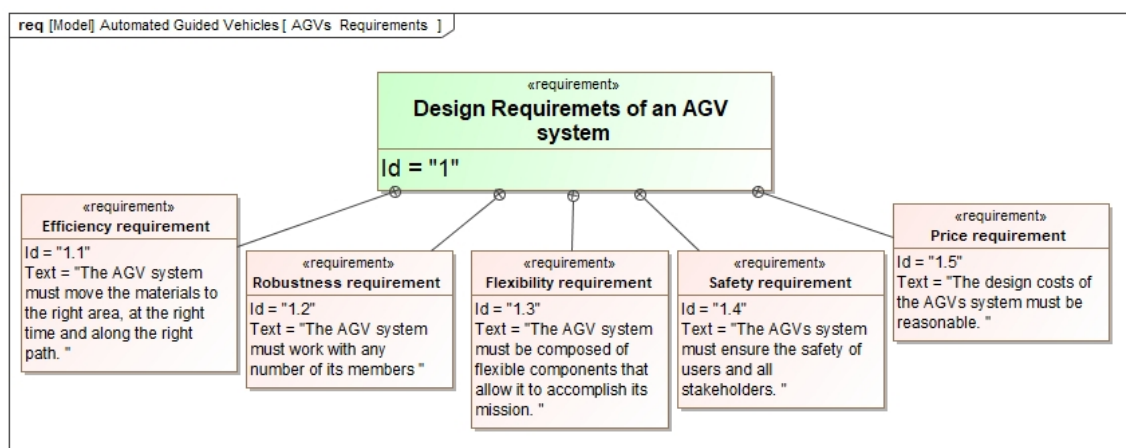 req [Model] Automated Guided Vehicles [ AGVs Requirements ]
«requirement»
Design Requiremets of an AGV
system
Id = "1"
«requirement»
Efficiency requirement
Id = "1.1"
Text = "The AGV system
must move the materials to
the right area, at the right
time and along the right
path. "
«requirement»
Robustness requirement
Id = "1.2"
Text = "The AGV system
must work with any
number of its members "
«requirement»
Flexibility requirement
Id = "1.3"
Text = "The AGV system
must be composed of
flexible components that
allow it to accomplish its
mission. "
«requirement»
Safety requirement
Id = "1.4"
Text = "The AGVs system
must ensure the safety of
users and all
stakeholders. "
«requirement»
Price requirement
Id = "1.5"
Text = "The design costs of
the AGVs system must be
reasonable. "